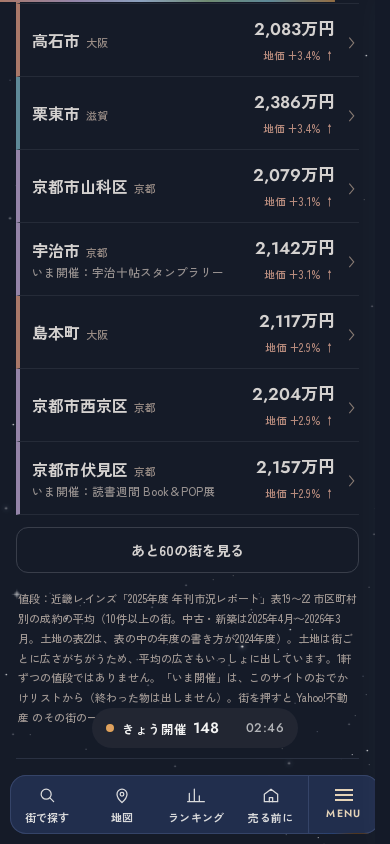 2,083万円
高石市 大阪
地価 +3.4% ↑
2,386万円
栗東市 滋賀
地価 +3.4% ↑
2,079万円
京都市山科区 京都
地価 +3.1% ↑
宇治市 京都
2,142万円
いま開催：宇治十帖スタンプラリー
地価 +3.1% ↑
2,117万円
島本町 大阪
地価 +2.9% ↑
2,204万円
京都市西京区 京都
地価 +2.9% ↑
京都市伏見区 京都
2,157万円
いま開催：読書週間 Book＆POP展
地価 +2.9% ↑
あと60の街を見る
値段：近畿レインズ「2025年度 年刊市況レポート」表19〜22 市区町村
別の成約の平均（10件以上の街。中古・新築は2025年4月〜2026年3
月。土地の表22は、表の中の年度の書き方が2024年度）。土地は街ご
とに広さがちがうため、平均の広さもいっしょに出しています。1軒
ずつの値段ではありません。「いま開催」は、このサイトのおでか
けリストから（終わった物は出しません）。街を押すと Yahoo!不動
産 のその街の一
きょう開催 148 02:46
街で探す
地図
ランキング
売る前に
MENU